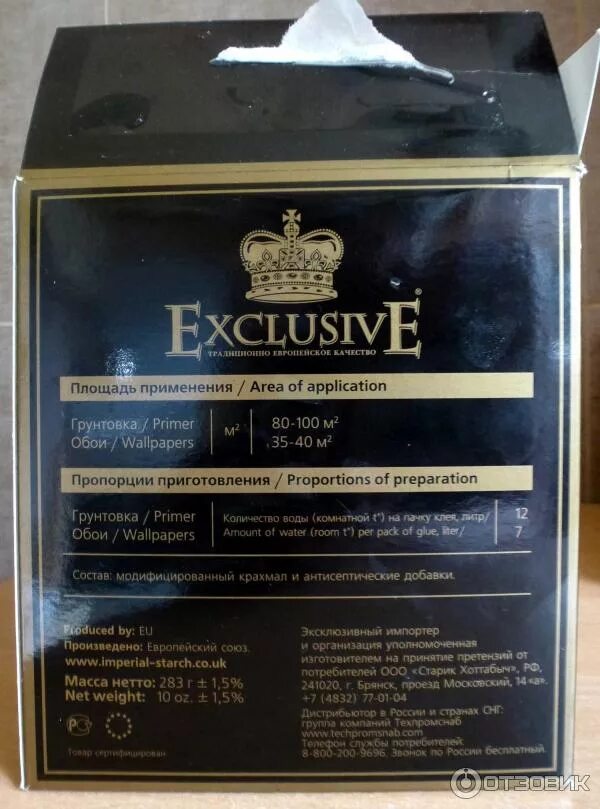 EXCLUSIVE®
ТРАДИЦИОННО ЕВРОПЕЙСКОЕ КАЧЕСТВО
Площадь применения / Area of application
Грунтовка / Primer м² 80-100 м²
Обои / Wallpapers 35-40 м²
Пропорции приготовления / Proportions of preparation
Грунтовка / Primer Количество воды (комнатной t°) на пачку клея, литр/ 12
Обои / Wallpapers Amount of water (room t°) per pack of glue, liter/ 7
Состав: модифицированный крахмал и антисептические добавки.
Produced by: EU
Произведено: Европейский союз.
www.imperial-starch.co.uk
Масса нетто: 283 г ± 1,5%
Net weight: 10 oz. ± 1,5%
Товар сертифицирован
Эксклюзивный импортер
и организация уполномоченная
изготовителем на принятие претензий от
потребителей ООО «Старик Хоттабыч», РФ,
241020, г. Брянск, проезд Московский, 14 «а».
+7 (4832) 77-01-04
Дистрибьютор в России и странах СНГ:
группа компаний Техпромснаб
www.techpromsnab.com
Телефон службы потребителей:
8-800-200-9696. Звонок по России бесплатный.
ОТЗОВИК